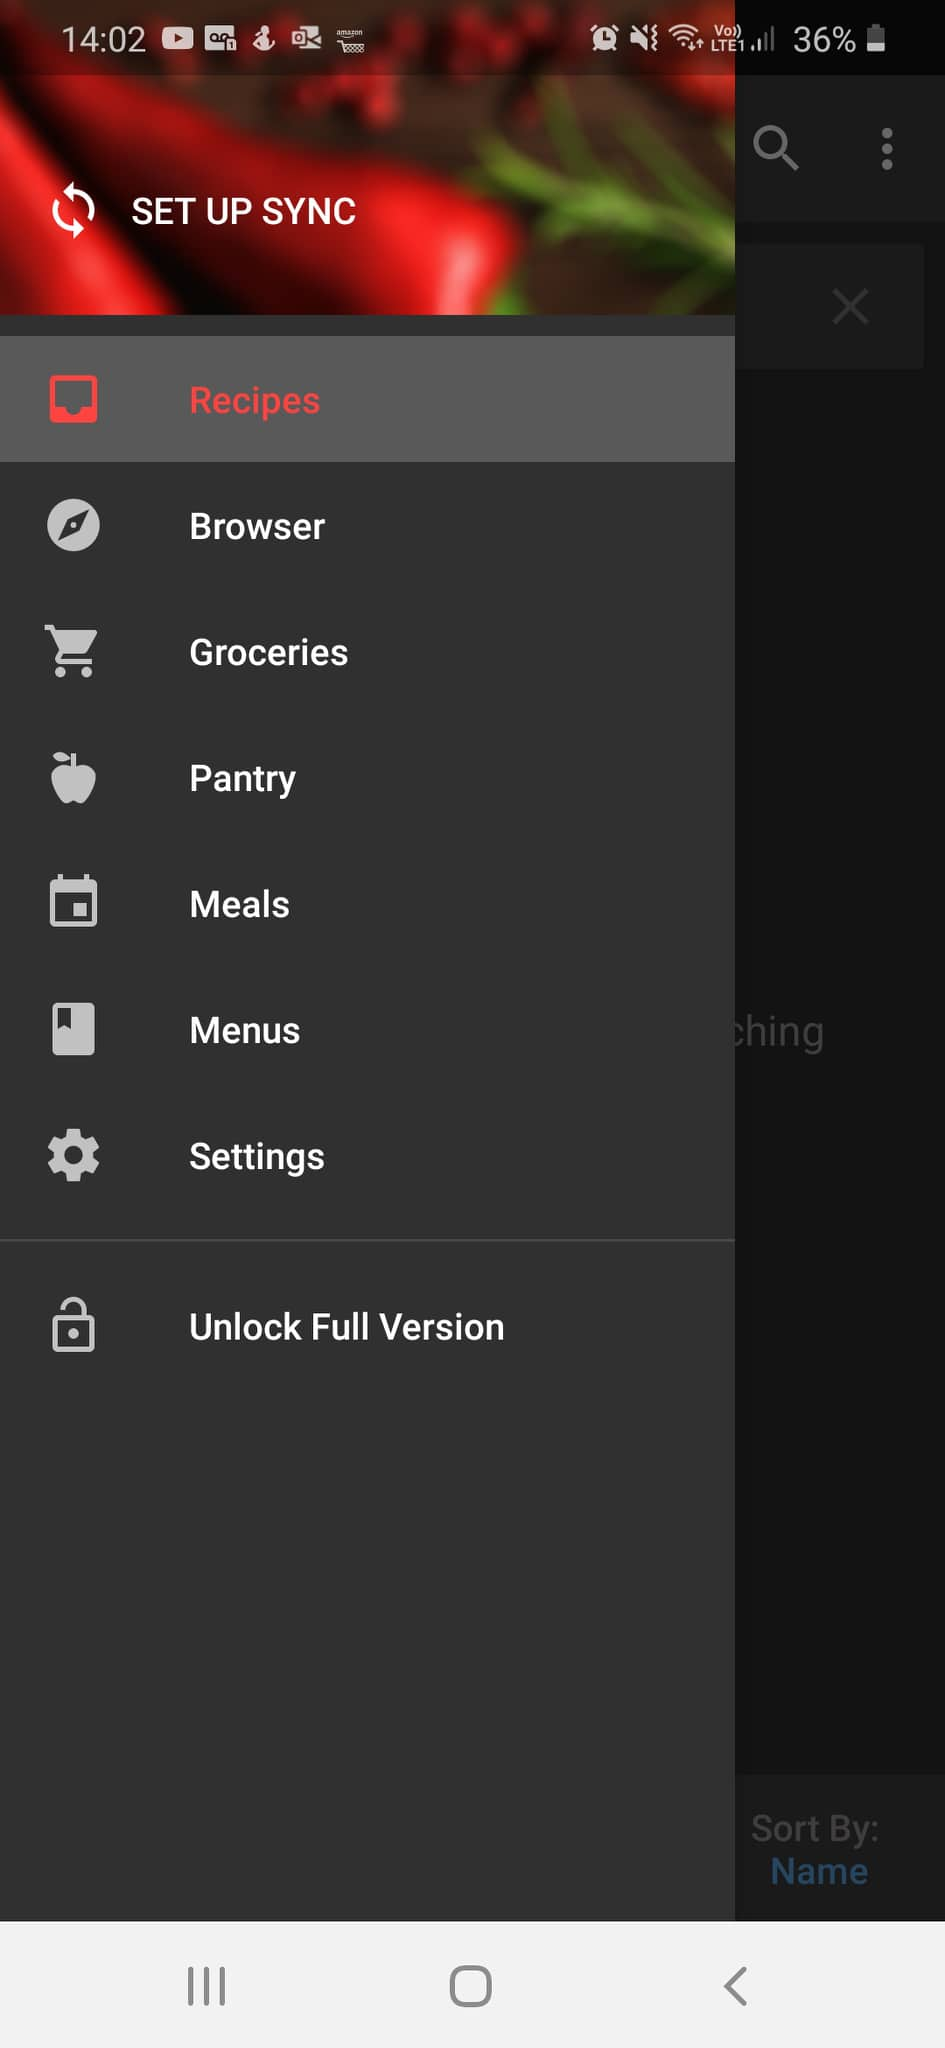 14:02
amazon
Vo))
LTE1
36%
SET UP SYNC
Recipes
Browser
Groceries
Pantry
Meals
Menus
Settings
Unlock Full Version
ching
Sort By:
Name